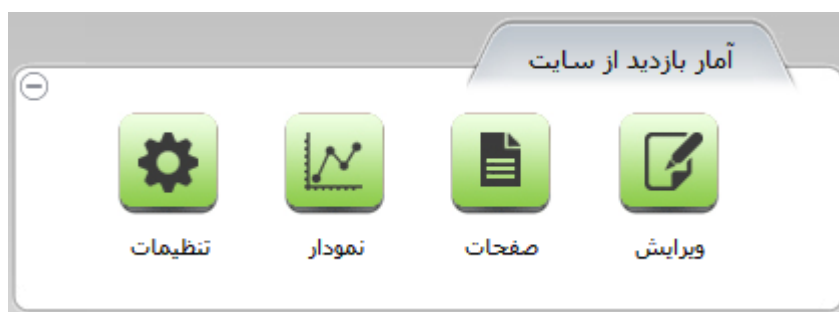 آمار بازدید از سایت
ویرایش
صفحات
نمودار
تنظیمات